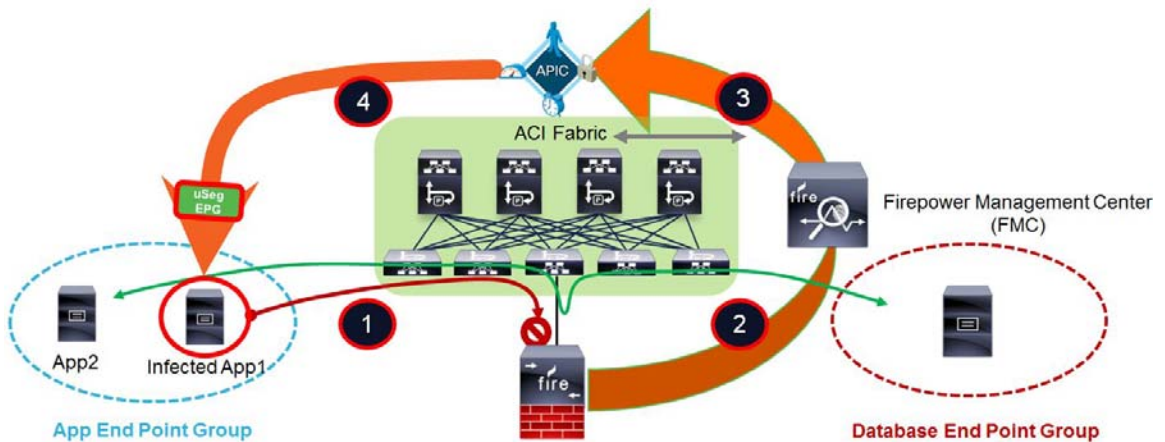 APIC
4
3
ACI Fabric
uSeg
EPG
P
P
P
P
fire
Firepower Management Center
(FMC)
1
2
App2
Infected App1
fire
App End Point Group
Database End Point Group